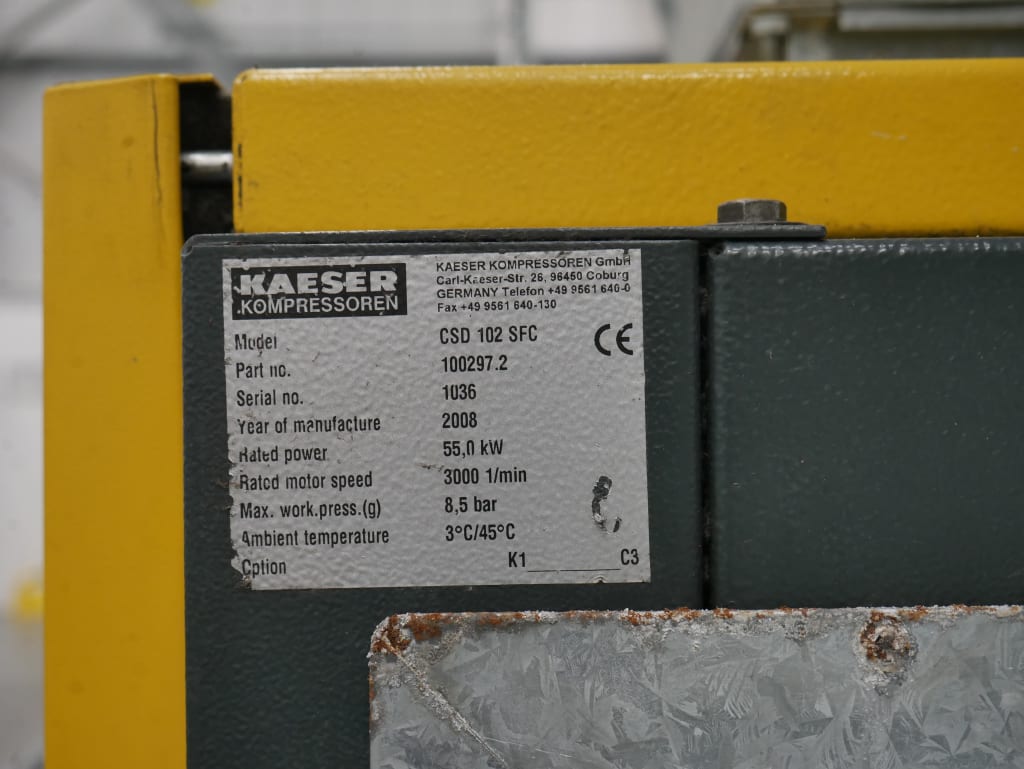 KAESER
KOMPRESSOREN
KAESER KOMPRESSOREN GmbH
Carl-Kaeser-Str. 26, 96450 Coburg
GERMANY Telefon +49 9561 640-0
Fax +49 9561 640-130
CE
Model CSD 102 SFC
Part no. 100297.2
Serial no. 1036
Year of manufacture 2008
Rated power 55,0 kW
Rated motor speed 3000 1/min
Max. work.press.(g) 8,5 bar
Ambient temperature 3°C/45°C
Option K1________C3